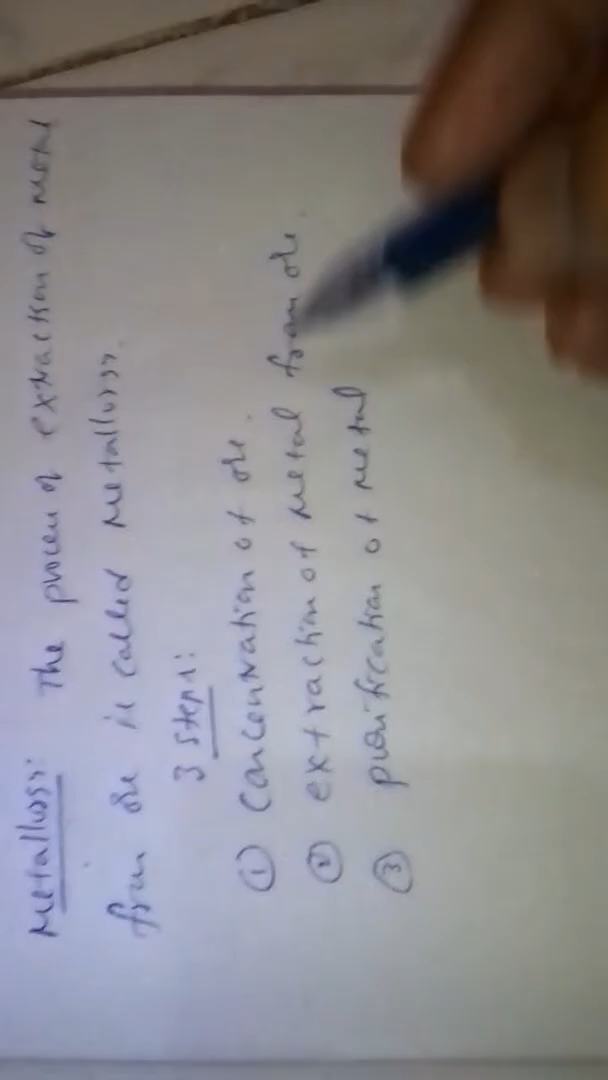 Metallurgy: The process of extraction of metal
from ore is called metallurgy.
3 steps:
① Concentration of ore.
② extraction of metal from ore.
③ purification of metal